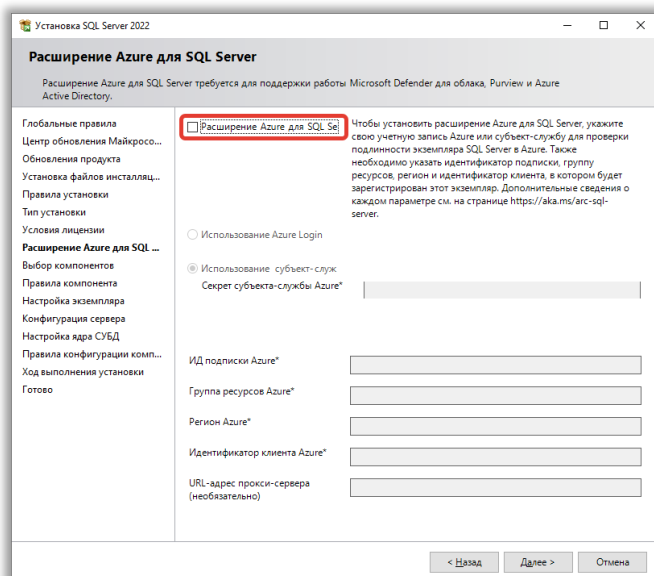 Установка SQL Server 2022
Расширение Azure для SQL Server
Расширение Azure для SQL Server требуется для поддержки работы Microsoft Defender для облака, Purview и Azure
Active Directory.
Глобальные правила
Центр обновления Майкросо...
Обновления продукта
Установка файлов инсталляц...
Правила установки
Тип установки
Условия лицензии
Расширение Azure для SQL ...
Выбор компонентов
Правила компонента
Настройка экземпляра
Конфигурация сервера
Настройка ядра СУБД
Правила конфигурации комп...
Ход выполнения установки
Готово
Расширение Azure для SQL Se
Чтобы установить расширение Azure для SQL Server, укажите
свою учетную запись Azure или субъект-службу для проверки
подлинности экземпляра SQL Server в Azure. Также
необходимо указать идентификатор подписки, группу
ресурсов, регион и идентификатор клиента, в котором будет
зарегистрирован этот экземпляр. Дополнительные сведения о
каждом параметре см. на странице https://aka.ms/arc-sql-
server.
Использование Azure Login
Использование субъект-служ
Секрет субъекта-службы Azure*
ИД подписки Azure*
Группа ресурсов Azure*
Регион Azure*
Идентификатор клиента Azure*
URL-адрес прокси-сервера
(необязательно)
< Назад
Далее >
Отмена